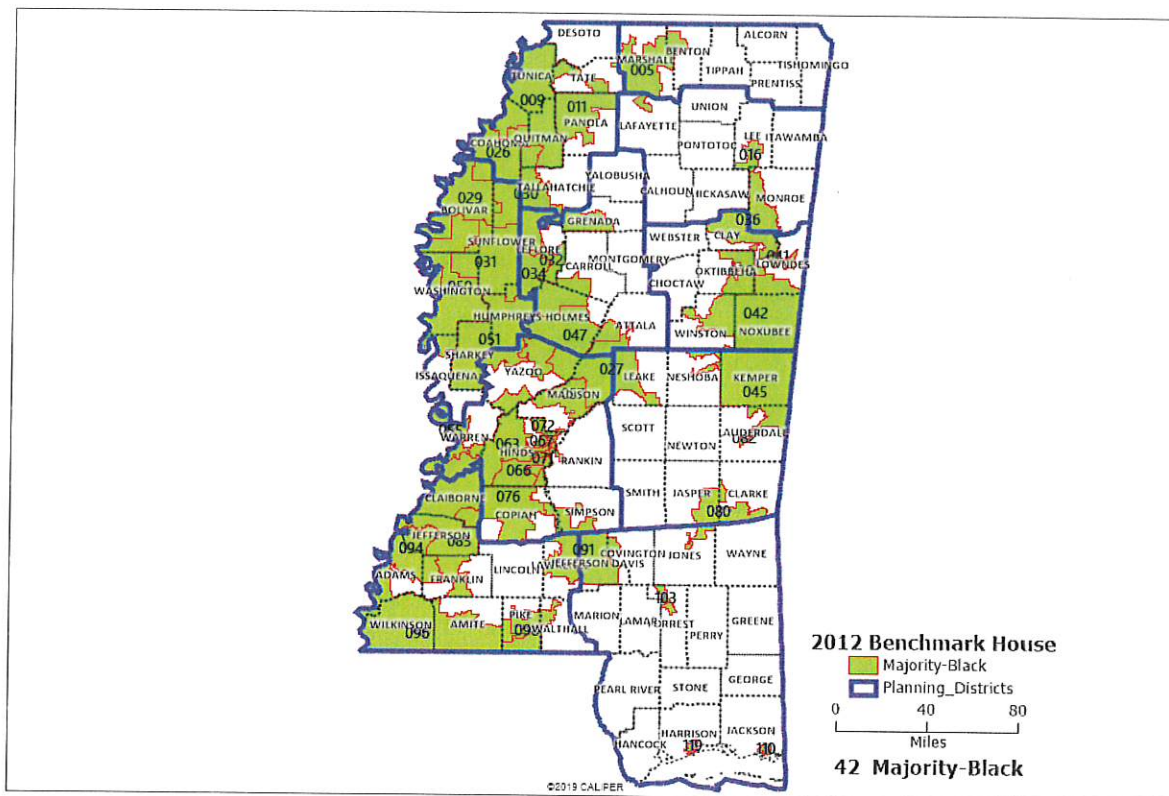 DESOTO
ALCORN
MARSHALL
BENTON
TISHOMINGO
TUNICA
005
TIPPAH
TATE
PRENTISS
009
011
UNION
PANOLA
LAFAYETTE
LEE
ITAWAMBA
COAHOMA
QUITMAN
PONTOTOC
016
026
YALOBUSHA
TALLAHATCHIE
CALHOUN
CHICKASAW
MONROE
029
030
BOLIVAR
036
GRENADA
WEBSTER
CLAY
SUNFLOWER
LEFLORE
MONTGOMERY
041
LOWNDES
031
032
CARROLL
OKTIBBEHA
034
CHOCTAW
WASHINGTON
HUMPHREYS
HOLMES
042
ATTALA
WINSTON
NOXUBEE
051
047
SHARKEY
027
ISSAQUENA
YAZOO
LEAKE
NESHOBA
KEMPER
MADISON
045
072
SCOTT
LAUDERDALE
WARREN
063
067
NEWTON
HINDS
071
RANKIN
066
SMITH
JASPER
CLARKE
CLAIBORNE
076
080
COPIAH
SIMPSON
JEFFERSON
094
085
091
COVINGTON
JONES
WAYNE
LINCOLN
JEFFERSON DAVIS
ADAMS
FRANKLIN
103
PIKE
MARION
LAMAR
FORREST
GREENE
WILKINSON
AMITE
098
WALTHALL
PERRY
096
2012 Benchmark House
Majority-Black
GEORGE
Planning_Districts
PEARL RIVER
STONE
0 40 80
JACKSON
Miles
HARRISON
HANCOCK
119
110
42 Majority-Black
©2019 CALIPER